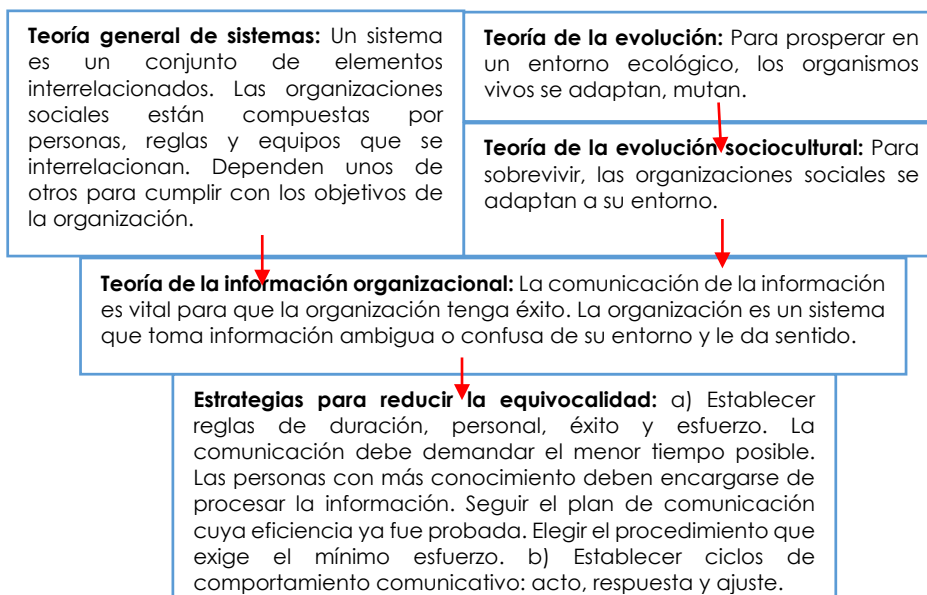 Teoría general de sistemas: Un sistema
es un conjunto de elementos
interrelacionados. Las organizaciones
sociales están compuestas por
personas, reglas y equipos que se
interrelacionan. Dependen unos de
otros para cumplir con los objetivos de
la organización.
Teoría de la evolución: Para prosperar en
un entorno ecológico, los organismos
vivos se adaptan, mutan.
Teoría de la evolución sociocultural: Para
sobrevivir, las organizaciones sociales se
adaptan a su entorno.
Teoría de la información organizacional: La comunicación de la información
es vital para que la organización tenga éxito. La organización es un sistema
que toma información ambigua o confusa de su entorno y le da sentido.
Estrategias para reducir la equivocalidad: a) Establecer
reglas de duración, personal, éxito y esfuerzo. La
comunicación debe demandar el menor tiempo posible.
Las personas con más conocimiento deben encargarse de
procesar la información. Seguir el plan de comunicación
cuya eficiencia ya fue probada. Elegir el procedimiento que
exige el mínimo esfuerzo. b) Establecer ciclos de
comportamiento comunicativo: acto, respuesta y ajuste.